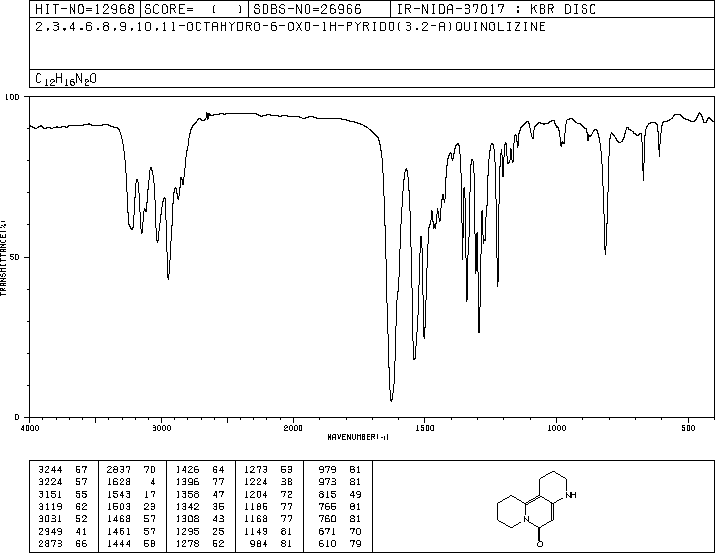 HIT-NO=12968 SCORE= ( ) SDBS-NO=26966 IR-NIDA-37017 : KBR DISC
2,3,4,6,8,9,10,11-OCTAHYDRO-6-OXO-1H-PYRIDO(3,2-A)QUINOLIZINE
C12H16N2O
100
50
0
TRANSMITTANCE(%)
4000 3000 2000 1500 1000 500
WAVENUMBER(-1)
3244 57 2837 70 1426 64 1273 53 979 81
3224 57 1628 4 1396 77 1224 38 973 81
3151 55 1543 17 1358 47 1204 72 815 49
3119 62 1503 23 1342 35 1186 77 766 81
3031 52 1468 57 1308 43 1168 77 760 81
2949 41 1461 57 1295 25 1149 81 671 70
2873 66 1444 58 1278 52 984 81 610 79
NH
N
O